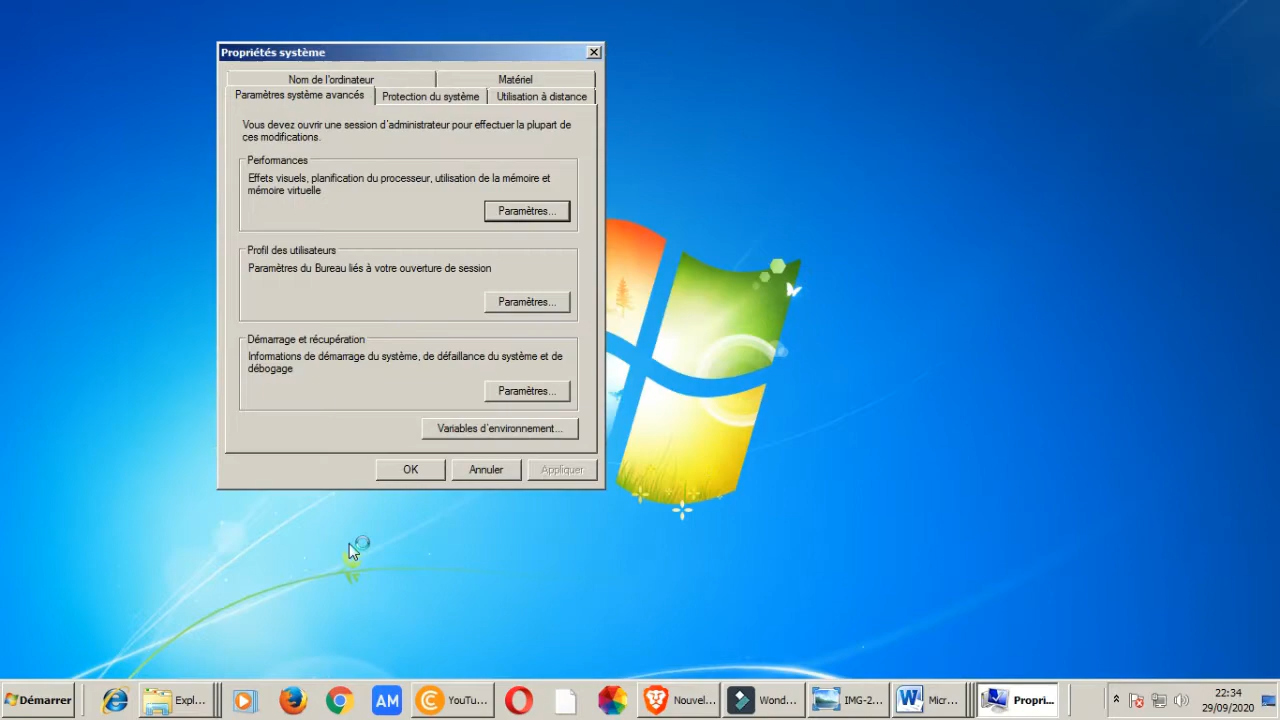 Propriétés système
Nom de l'ordinateur
Matériel
Paramètres système avancés
Protection du système
Utilisation à distance
Vous devez ouvrir une session d'administrateur pour effectuer la plupart de
ces modifications.
Performances
Effets visuels, planification du processeur, utilisation de la mémoire et
mémoire virtuelle
Paramètres...
Profil des utilisateurs
Paramètres du Bureau liés à votre ouverture de session
Paramètres...
Démarrage et récupération
Informations de démarrage du système, de défaillance du système et de
débogage
Paramètres...
Variables d'environnement...
OK
Annuler
Appliquer
Démarrer
Expl...
AM
YouTu...
Nouvel...
Wond...
IMG-2...
Micr...
Propri...
22:34
29/09/2020